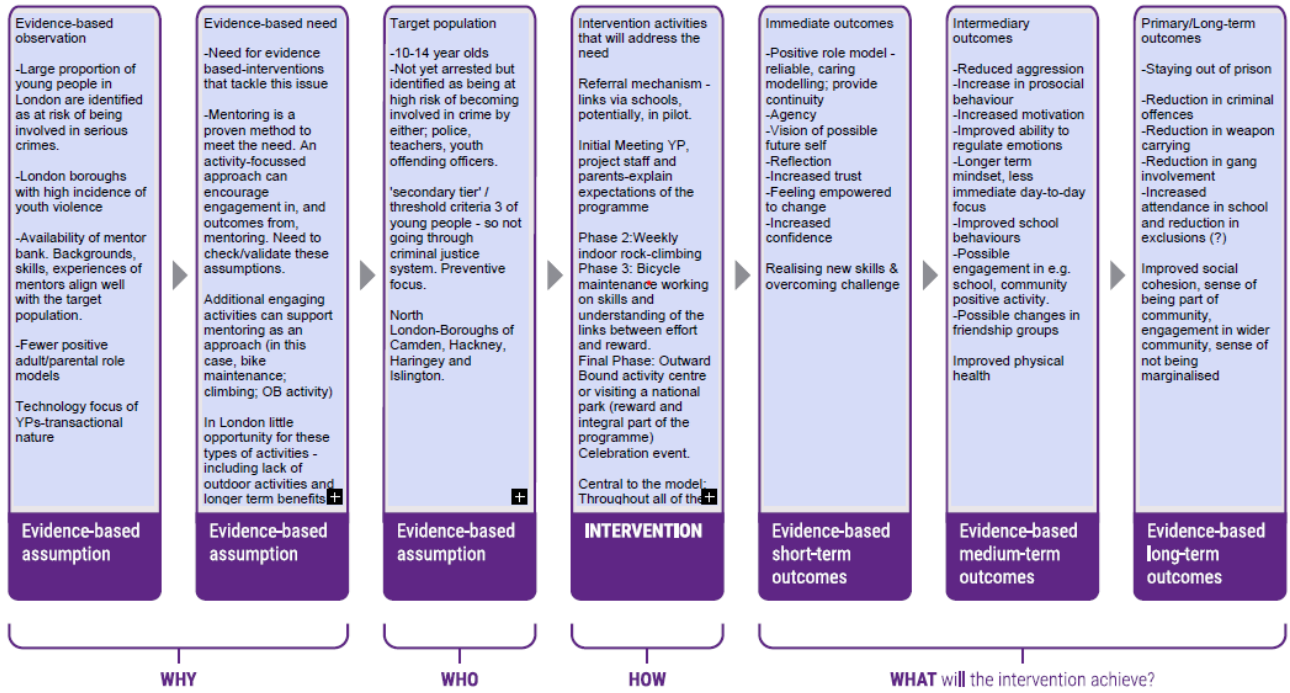 Evidence-based
observation
-Large proportion of
young people in
London are identified
as at risk of being
involved in serious
crimes.
-London boroughs
with high incidence of
youth violence
-Availability of mentor
bank. Backgrounds,
skills, experiences of
mentors align well
with the target
population.
-Fewer positive
adult/parental role
models
Technology focus of
YPs-transactional
nature
Evidence-based
assumption
Evidence-based need
-Need for evidence
based-interventions
that tackle this issue
-Mentoring is a
proven method to
meet the need. An
activity-focussed
approach can
encourage
engagement in, and
outcomes from,
mentoring. Need to
check/validate these
assumptions.
Additional engaging
activities can support
mentoring as an
approach (in this
case, bike
maintenance;
climbing; OB activity)
In London little
opportunity for these
types of activities -
including lack of
outdoor activities and
longer term benefits
Evidence-based
assumption
Target population
-10-14 year olds
-Not yet arrested but
identified as being at
high risk of becoming
involved in crime by
either; police,
teachers, youth
offending officers.
'secondary tier' /
threshold criteria 3 of
young people - so not
going through
criminal justice
system. Preventive
focus.
North
London-Boroughs of
Camden, Hackney,
Haringey and
Islington.
Evidence-based
assumption
Intervention activities
that will address the
need
Referral mechanism -
links via schools,
potentially, in pilot.
Initial Meeting YP,
project staff and
parents-explain
expectations of the
programme
Phase 2:Weekly
indoor rock-climbing
Phase 3: Bicycle
maintenance working
on skills and
understanding of the
links between effort
and reward.
Final Phase: Outward
Bound activity centre
or visiting a national
park (reward and
integral part of the
programme)
Celebration event.
Central to the model:
Throughout all of the
INTERVENTION
Immediate outcomes
-Positive role model -
reliable, caring
modelling; provide
continuity
-Agency
-Vision of possible
future self
-Reflection
-Increased trust
-Feeling empowered
to change
-Increased
confidence
Realising new skills &
overcoming challenge
Evidence-based
short-term
outcomes
Intermediary
outcomes
-Reduced aggression
-Increase in prosocial
behaviour
-Increased motivation
-Improved ability to
regulate emotions
-Longer term
mindset, less
immediate day-to-day
focus
-Improved school
behaviours
-Possible
engagement in e.g.
school, community
positive activity.
-Possible changes in
friendship groups
Improved physical
health
Evidence-based
medium-term
outcomes
Primary/Long-term
outcomes
-Staying out of prison
-Reduction in criminal
offences
-Reduction in weapon
carrying
-Reduction in gang
involvement
-Increased
attendance in school
and reduction in
exclusions (?)
Improved social
cohesion, sense of
being part of
community,
engagement in wider
community, sense of
not being
marginalised
Evidence-based
long-term
outcomes
WHY
WHO
HOW
WHAT will the intervention achieve?